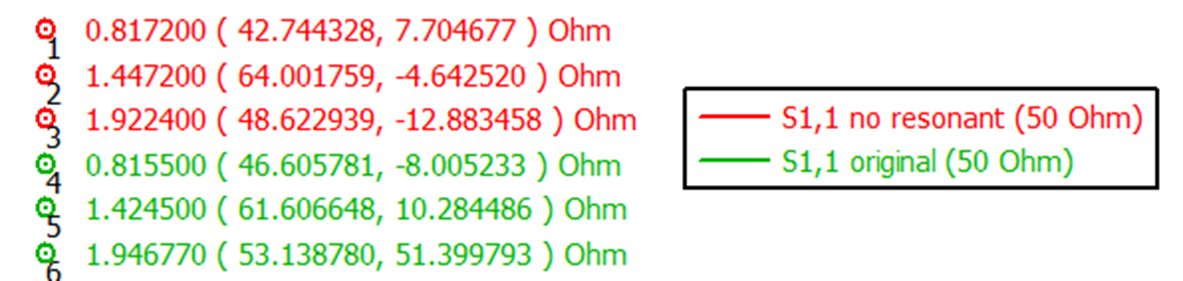 1 0.817200 ( 42.744328, 7.704677 ) Ohm
2 1.447200 ( 64.001759, -4.642520 ) Ohm
3 1.922400 ( 48.622939, -12.883458 ) Ohm
4 0.815500 ( 46.605781, -8.005233 ) Ohm
5 1.424500 ( 61.606648, 10.284486 ) Ohm
6 1.946770 ( 53.138780, 51.399793 ) Ohm
S1,1 no resonant (50 Ohm)
S1,1 original (50 Ohm)